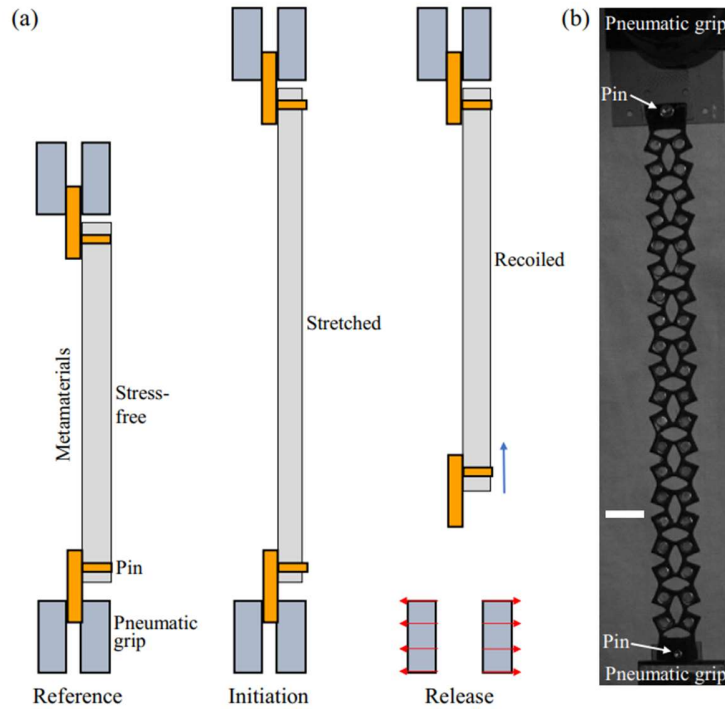 (a)
Metamaterials
Stress-
free
Pin
Pneumatic
grip
Reference
Stretched
Initiation
Recoiled
Release
(b)
Pneumatic grip
Pin
Pin
Pneumatic grip